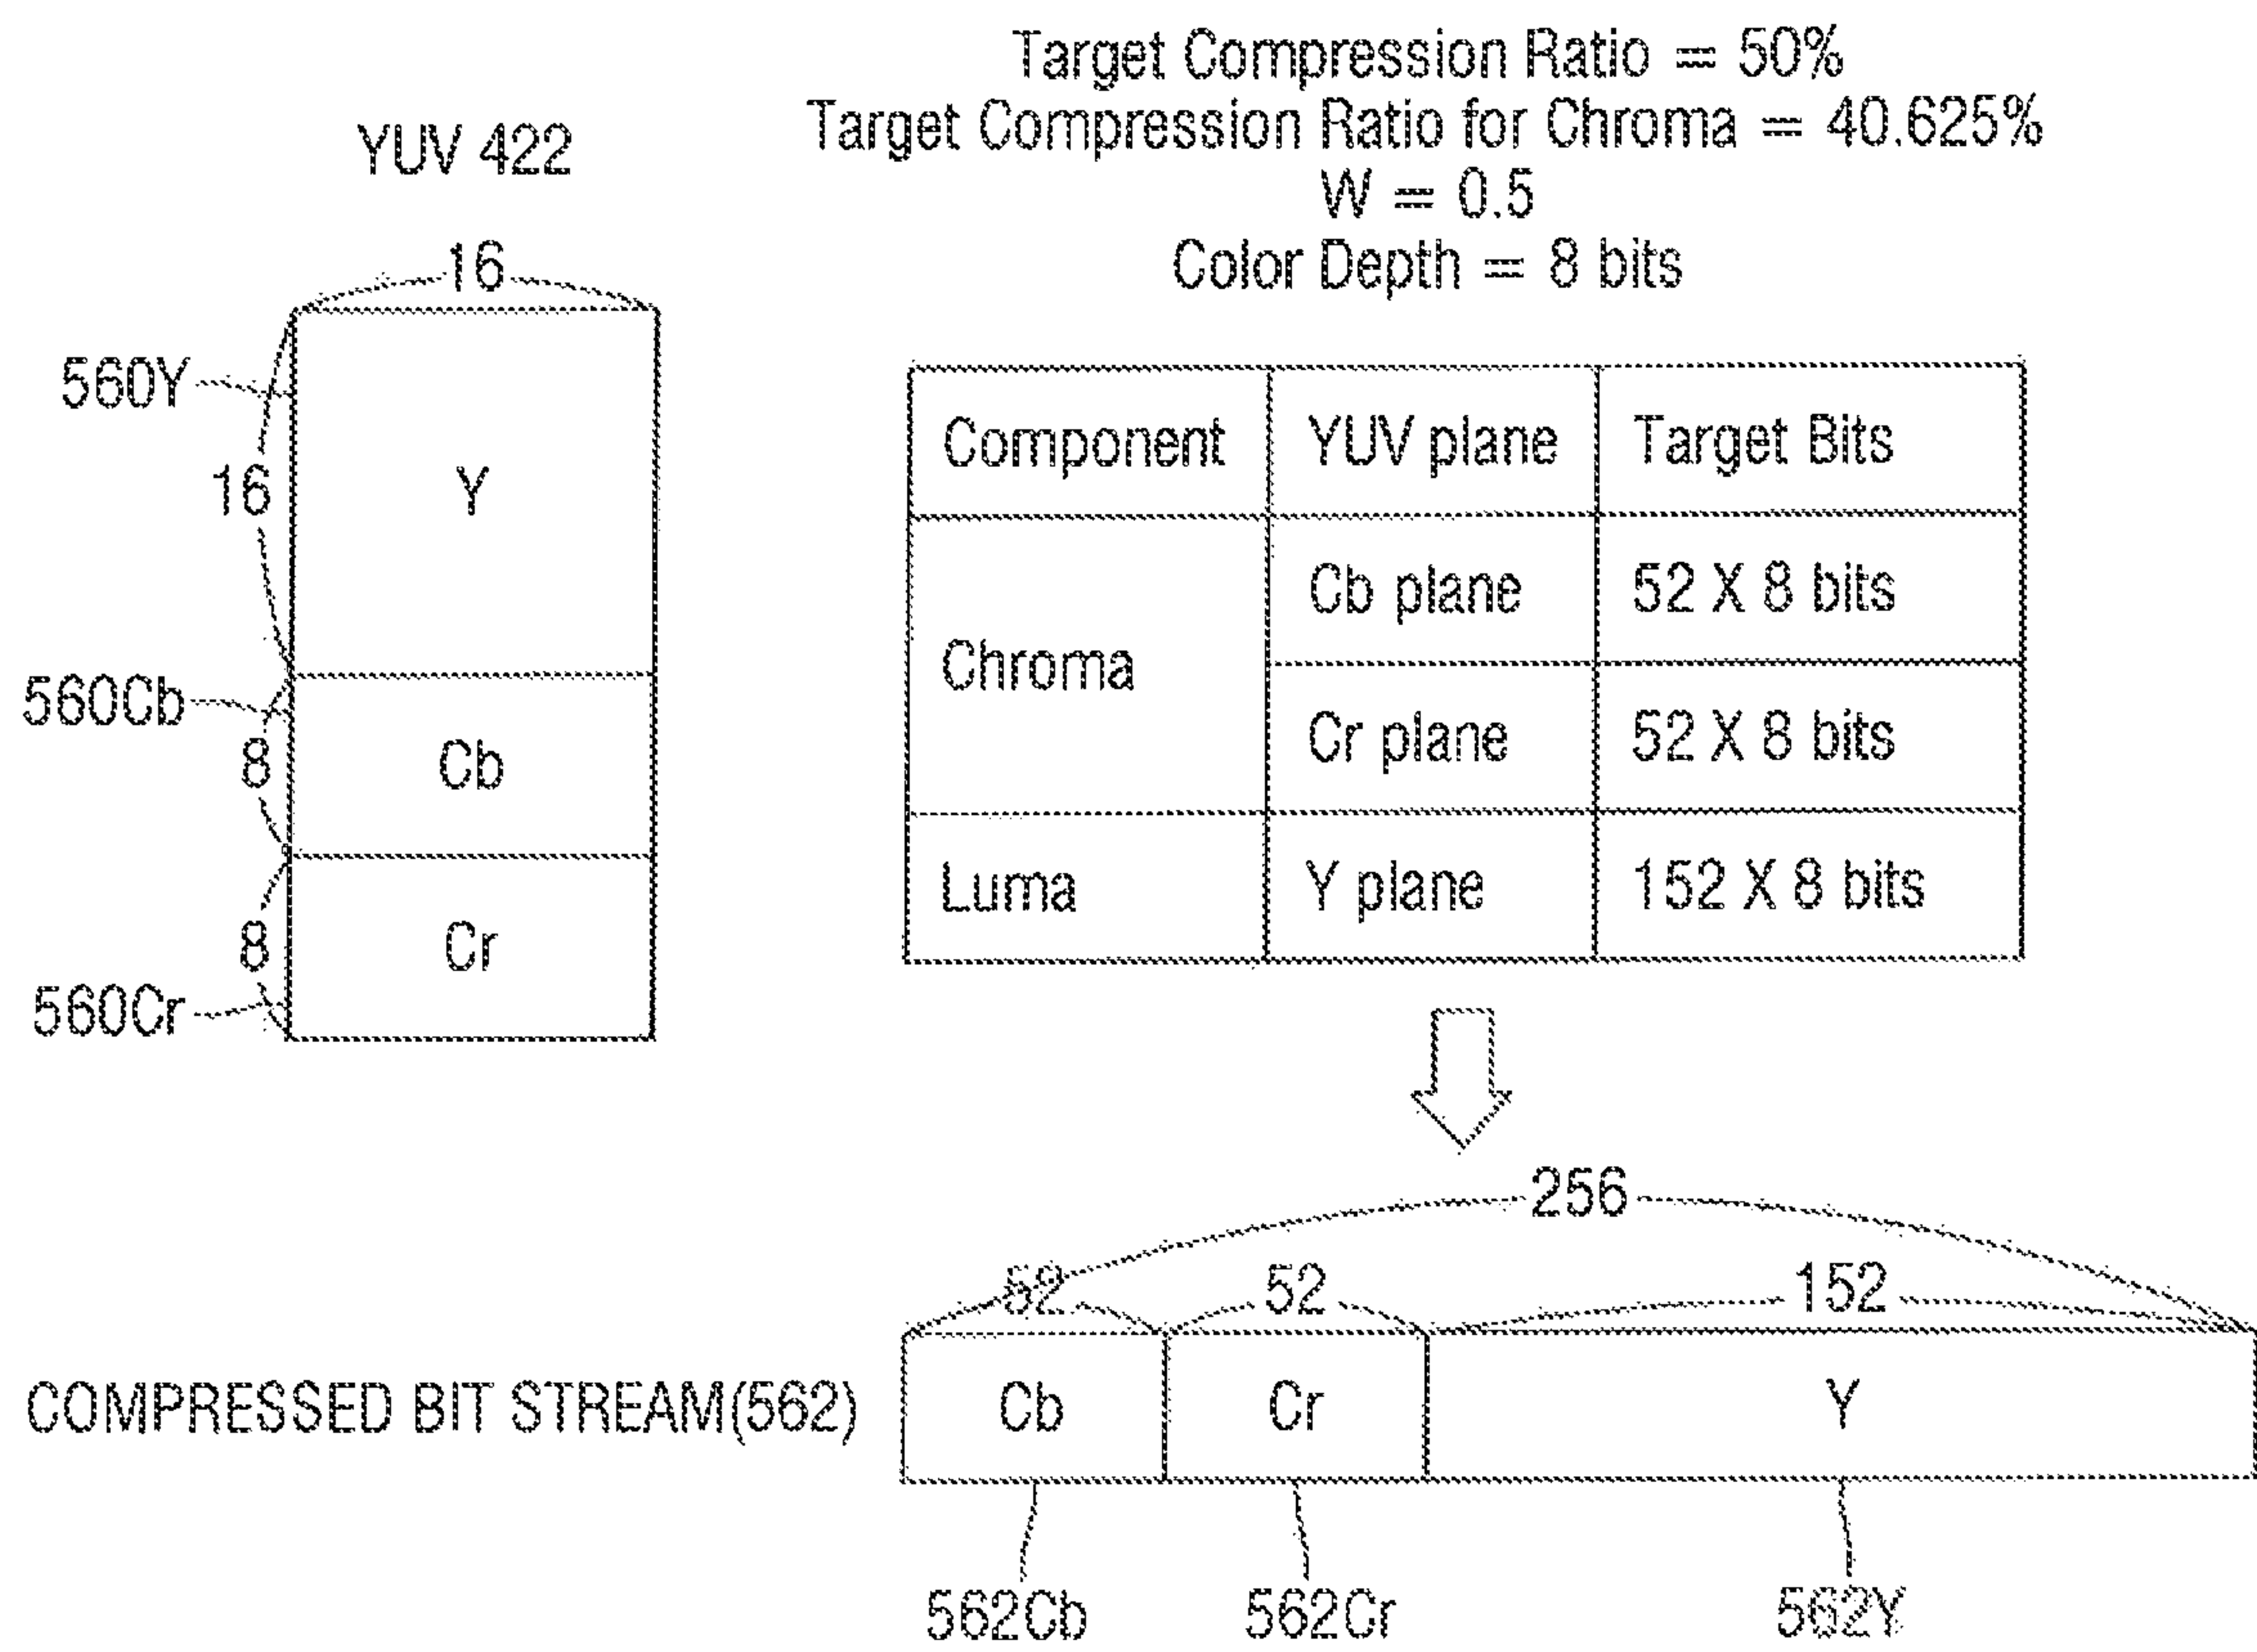 Target Compression Ratio = 50%
Target Compression Ratio for Chroma = 40.625%
W = 0.5
Color Depth = 8 bits
YUV 422
16
560Y
16
Y
560Cb
8
Cb
8
Cr
560Cr
Component YUV plane Target Bits
Chroma
Cb plane 52 X 8 bits
Cr plane 52 X 8 bits
Luma Y plane 152 X 8 bits
256
52 52 152
COMPRESSED BIT STREAM(562) Cb Cr Y
562Cb 562Cr 562Y